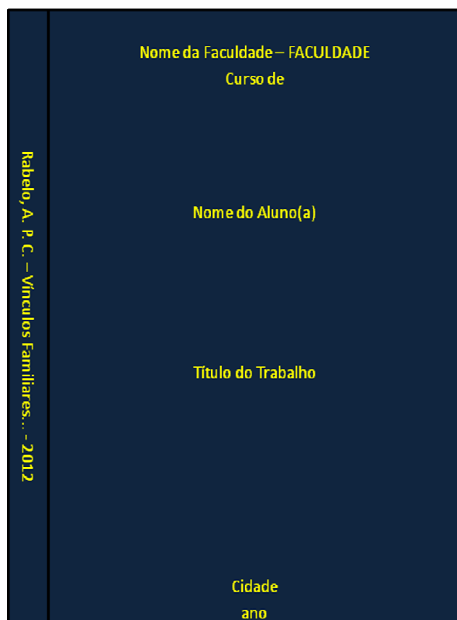 Nome da Faculdade – FACULDADE
Curso de
Nome do Aluno(a)
Título do Trabalho
Cidade
ano
Rabelo, A. P. C. – Vínculos Familiares... - 2012